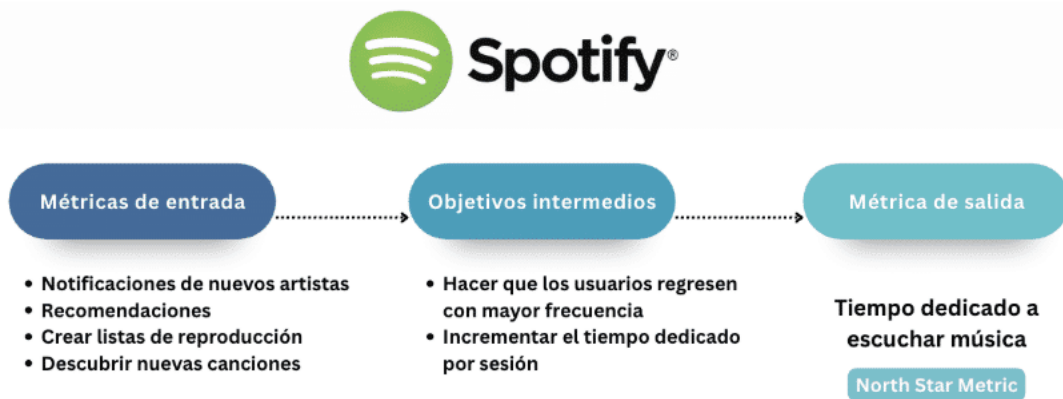 Spotify®
Métricas de entrada
Objetivos intermedios
Métrica de salida
• Notificaciones de nuevos artistas
• Recomendaciones
• Crear listas de reproducción
• Descubrir nuevas canciones
• Hacer que los usuarios regresen
con mayor frecuencia
• Incrementar el tiempo dedicado
por sesión
Tiempo dedicado a
escuchar música
North Star Metric